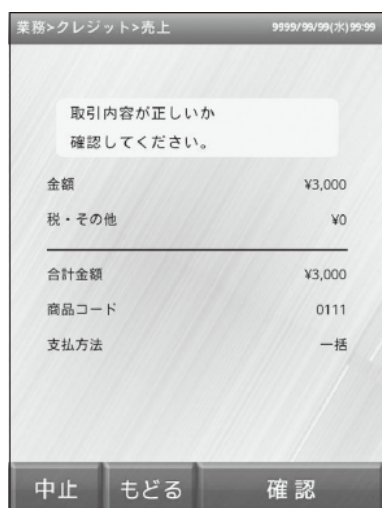 業務>クレジット>売上 9999/99/99(水)99:99
取引内容が正しいか
確認してください。
金額 ¥3,000
税・その他 ¥0
合計金額 ¥3,000
商品コード 0111
支払方法 一括
中止 もどる 確認